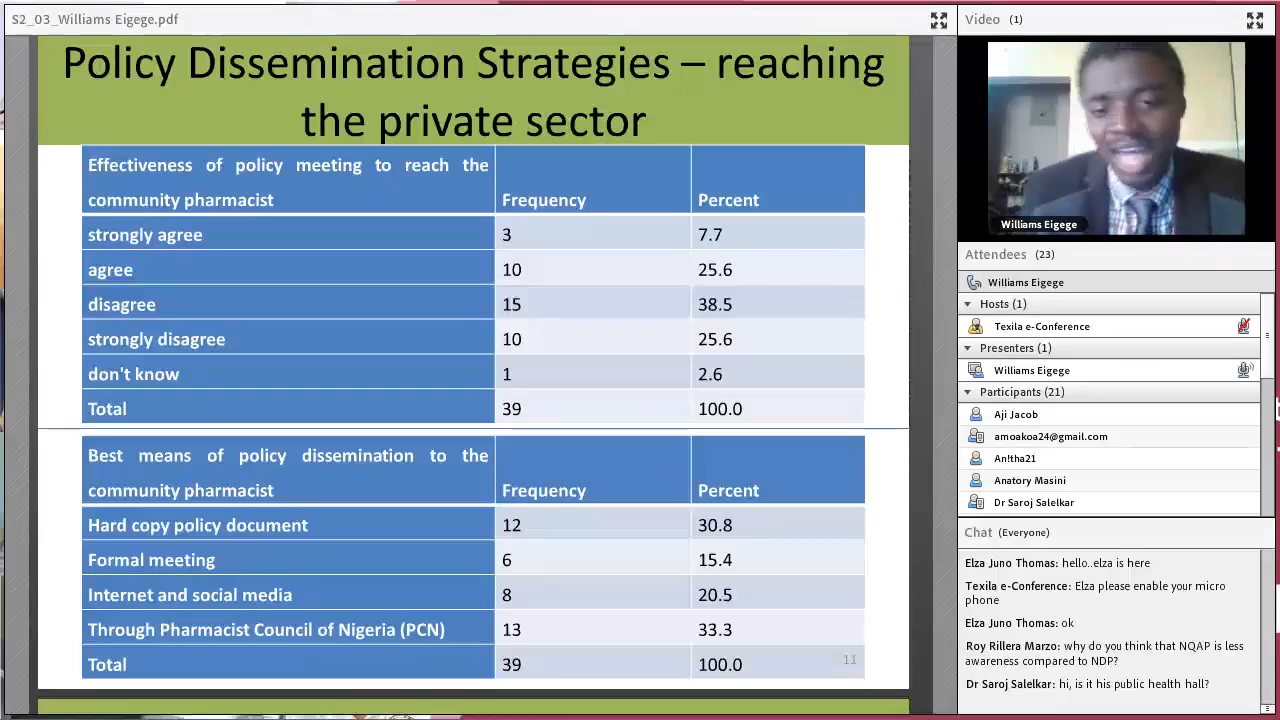 S2_03_Williams Eigege.pdf
Policy Dissemination Strategies – reaching
the private sector
Effectiveness of policy meeting to reach the
community pharmacist Frequency Percent
strongly agree 3 7.7
agree 10 25.6
disagree 15 38.5
strongly disagree 10 25.6
don't know 1 2.6
Total 39 100.0
Best means of policy dissemination to the
community pharmacist Frequency Percent
Hard copy policy document 12 30.8
Formal meeting 6 15.4
Internet and social media 8 20.5
Through Pharmacist Council of Nigeria (PCN) 13 33.3
Total 39 100.0
11
Video (1)
Williams Eigege
Attendees (23)
Williams Eigege
Hosts (1)
Texila e-Conference
Presenters (1)
Williams Eigege
Participants (21)
Aji Jacob
amoakoa24@gmail.com
An!tha21
Anatory Masini
Dr Saroj Salelkar
Chat (Everyone)
Elza Juno Thomas: hello..elza is here
Texila e-Conference: Elza please enable your micro
phone
Elza Juno Thomas: ok
Roy Rillera Marzo: why do you think that NQAP is less
awareness compared to NDP?
Dr Saroj Salelkar: hi, is it his public health hall?